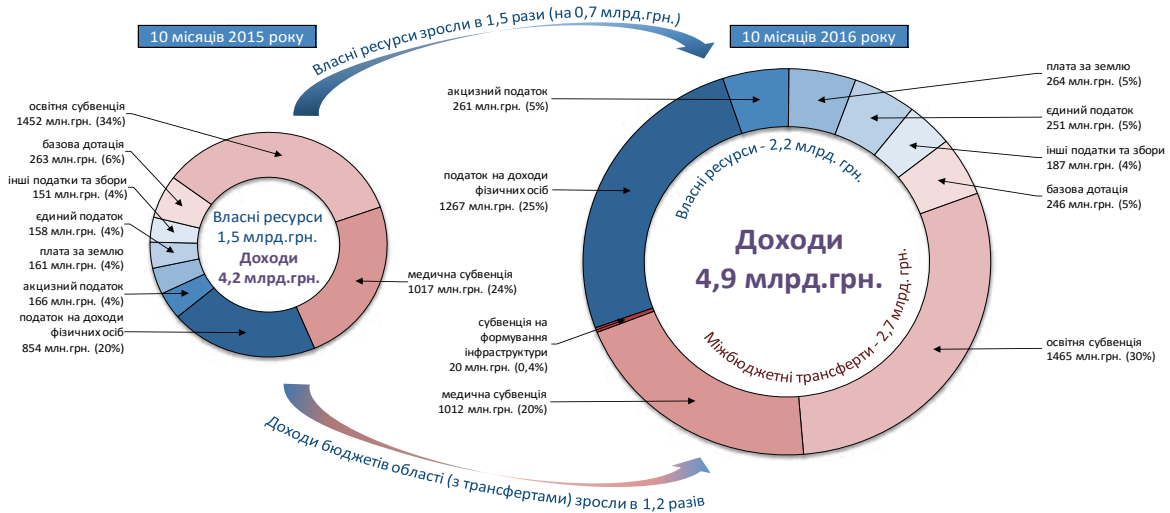 10 місяців 2015 року
Власні ресурси зросли в 1,5 рази (на 0,7 млрд.грн.)
10 місяців 2016 року
освітня субвенція
1452 млн.грн. (34%)
базова дотація
263 млн.грн. (6%)
інші податки та збори
151 млн.грн. (4%)
єдиний податок
158 млн.грн. (4%)
плата за землю
161 млн.грн. (4%)
акцизний податок
166 млн.грн. (4%)
податок на доходи
фізичних осіб
854 млн.грн. (20%)
Власні ресурси
1,5 млрд.грн.
Доходи
4,2 млрд.грн.
медична субвенція
1017 млн.грн. (24%)
акцизний податок
261 млн.грн. (5%)
податок на доходи
фізичних осіб
1267 млн.грн. (25%)
субвенція на
формування
інфраструктури
20 млн.грн. (0,4%)
медична субвенція
1012 млн.грн. (20%)
Власні ресурси - 2,2 млрд. грн.
Доходи
4,9 млрд.грн.
Міжбюджетні трансферти - 2,7 млрд. грн.
плата за землю
264 млн.грн. (5%)
єдиний податок
251 млн.грн. (5%)
інші податки та збори
187 млн.грн. (4%)
базова дотація
246 млн.грн. (5%)
освітня субвенція
1465 млн.грн. (30%)
Доходи бюджетів області (з трансфертами) зросли в 1,2 разів